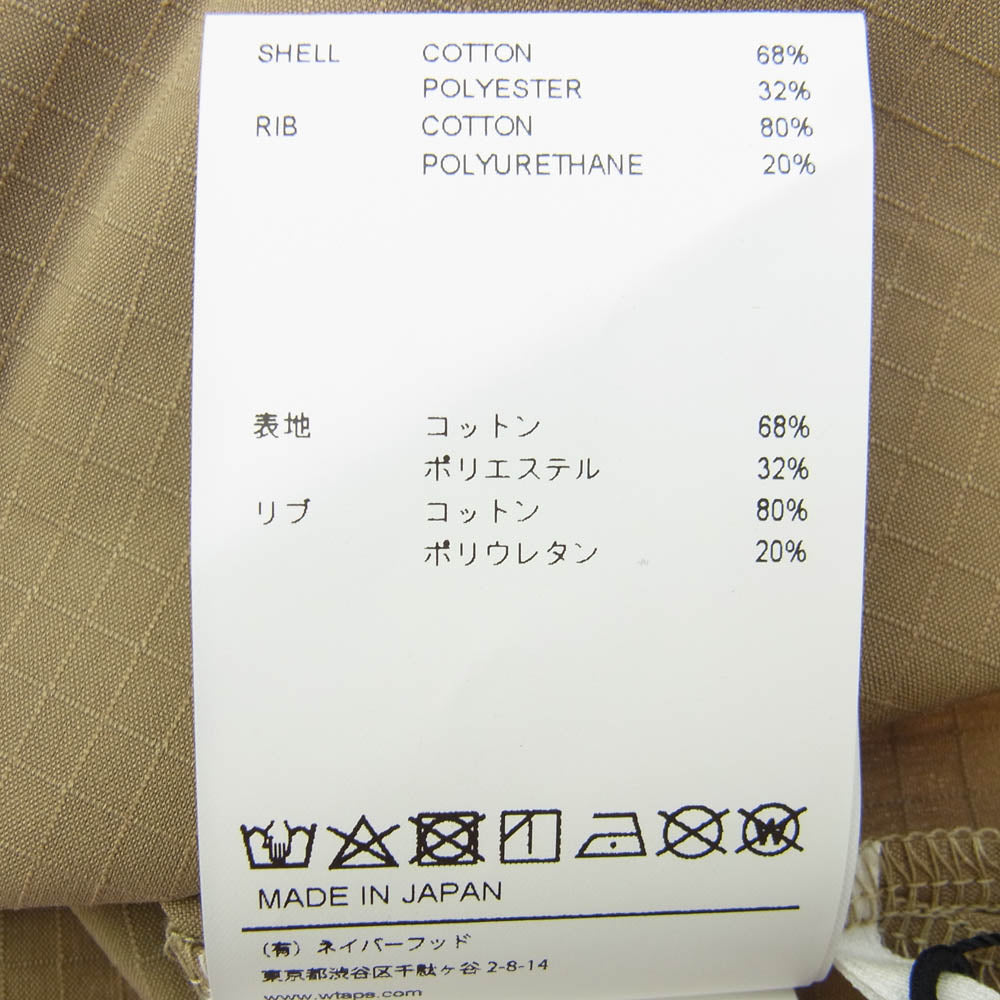 SHELL COTTON 68%
POLYESTER 32%
RIB COTTON 80%
POLYURETHANE 20%
表地 コットン 68%
ポリエステル 32%
リブ コットン 80%
ポリウレタン 20%
W
MADE IN JAPAN
(有) ネイバーフッド
東京都渋谷区千駄ヶ谷 2-8-14
www.wtaps.com